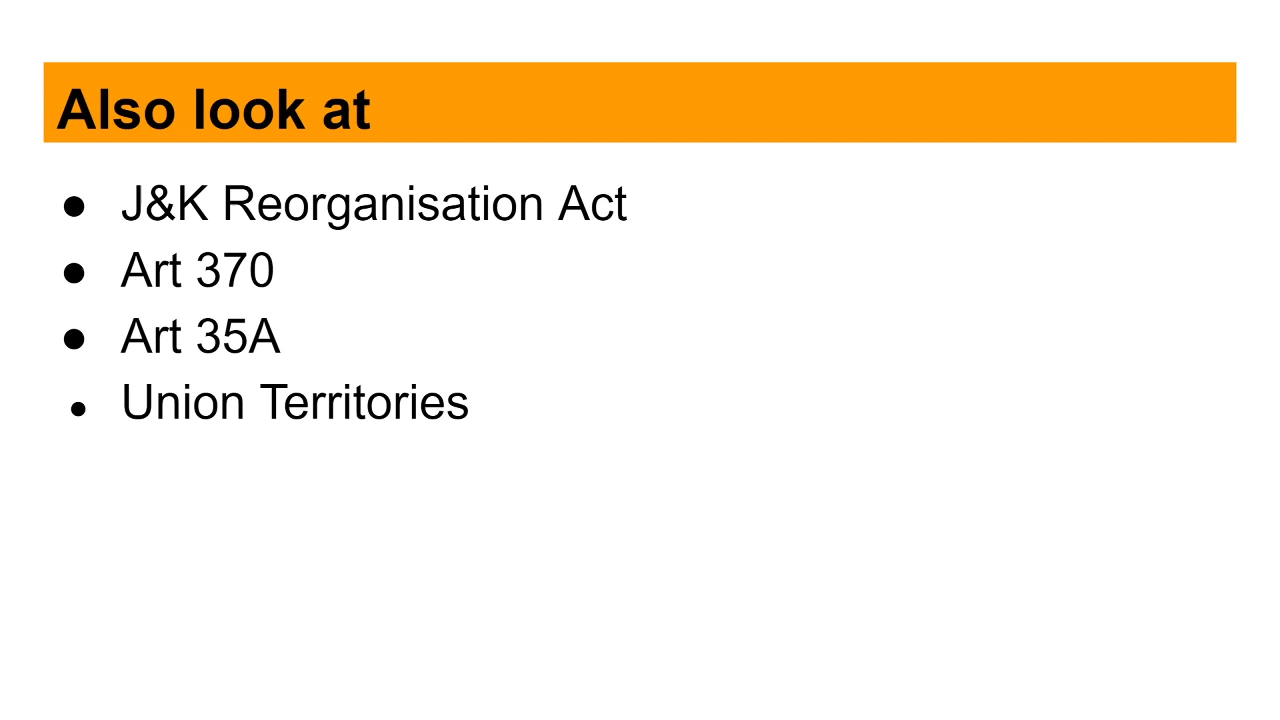 Also look at
● J&K Reorganisation Act
● Art 370
● Art 35A
● Union Territories